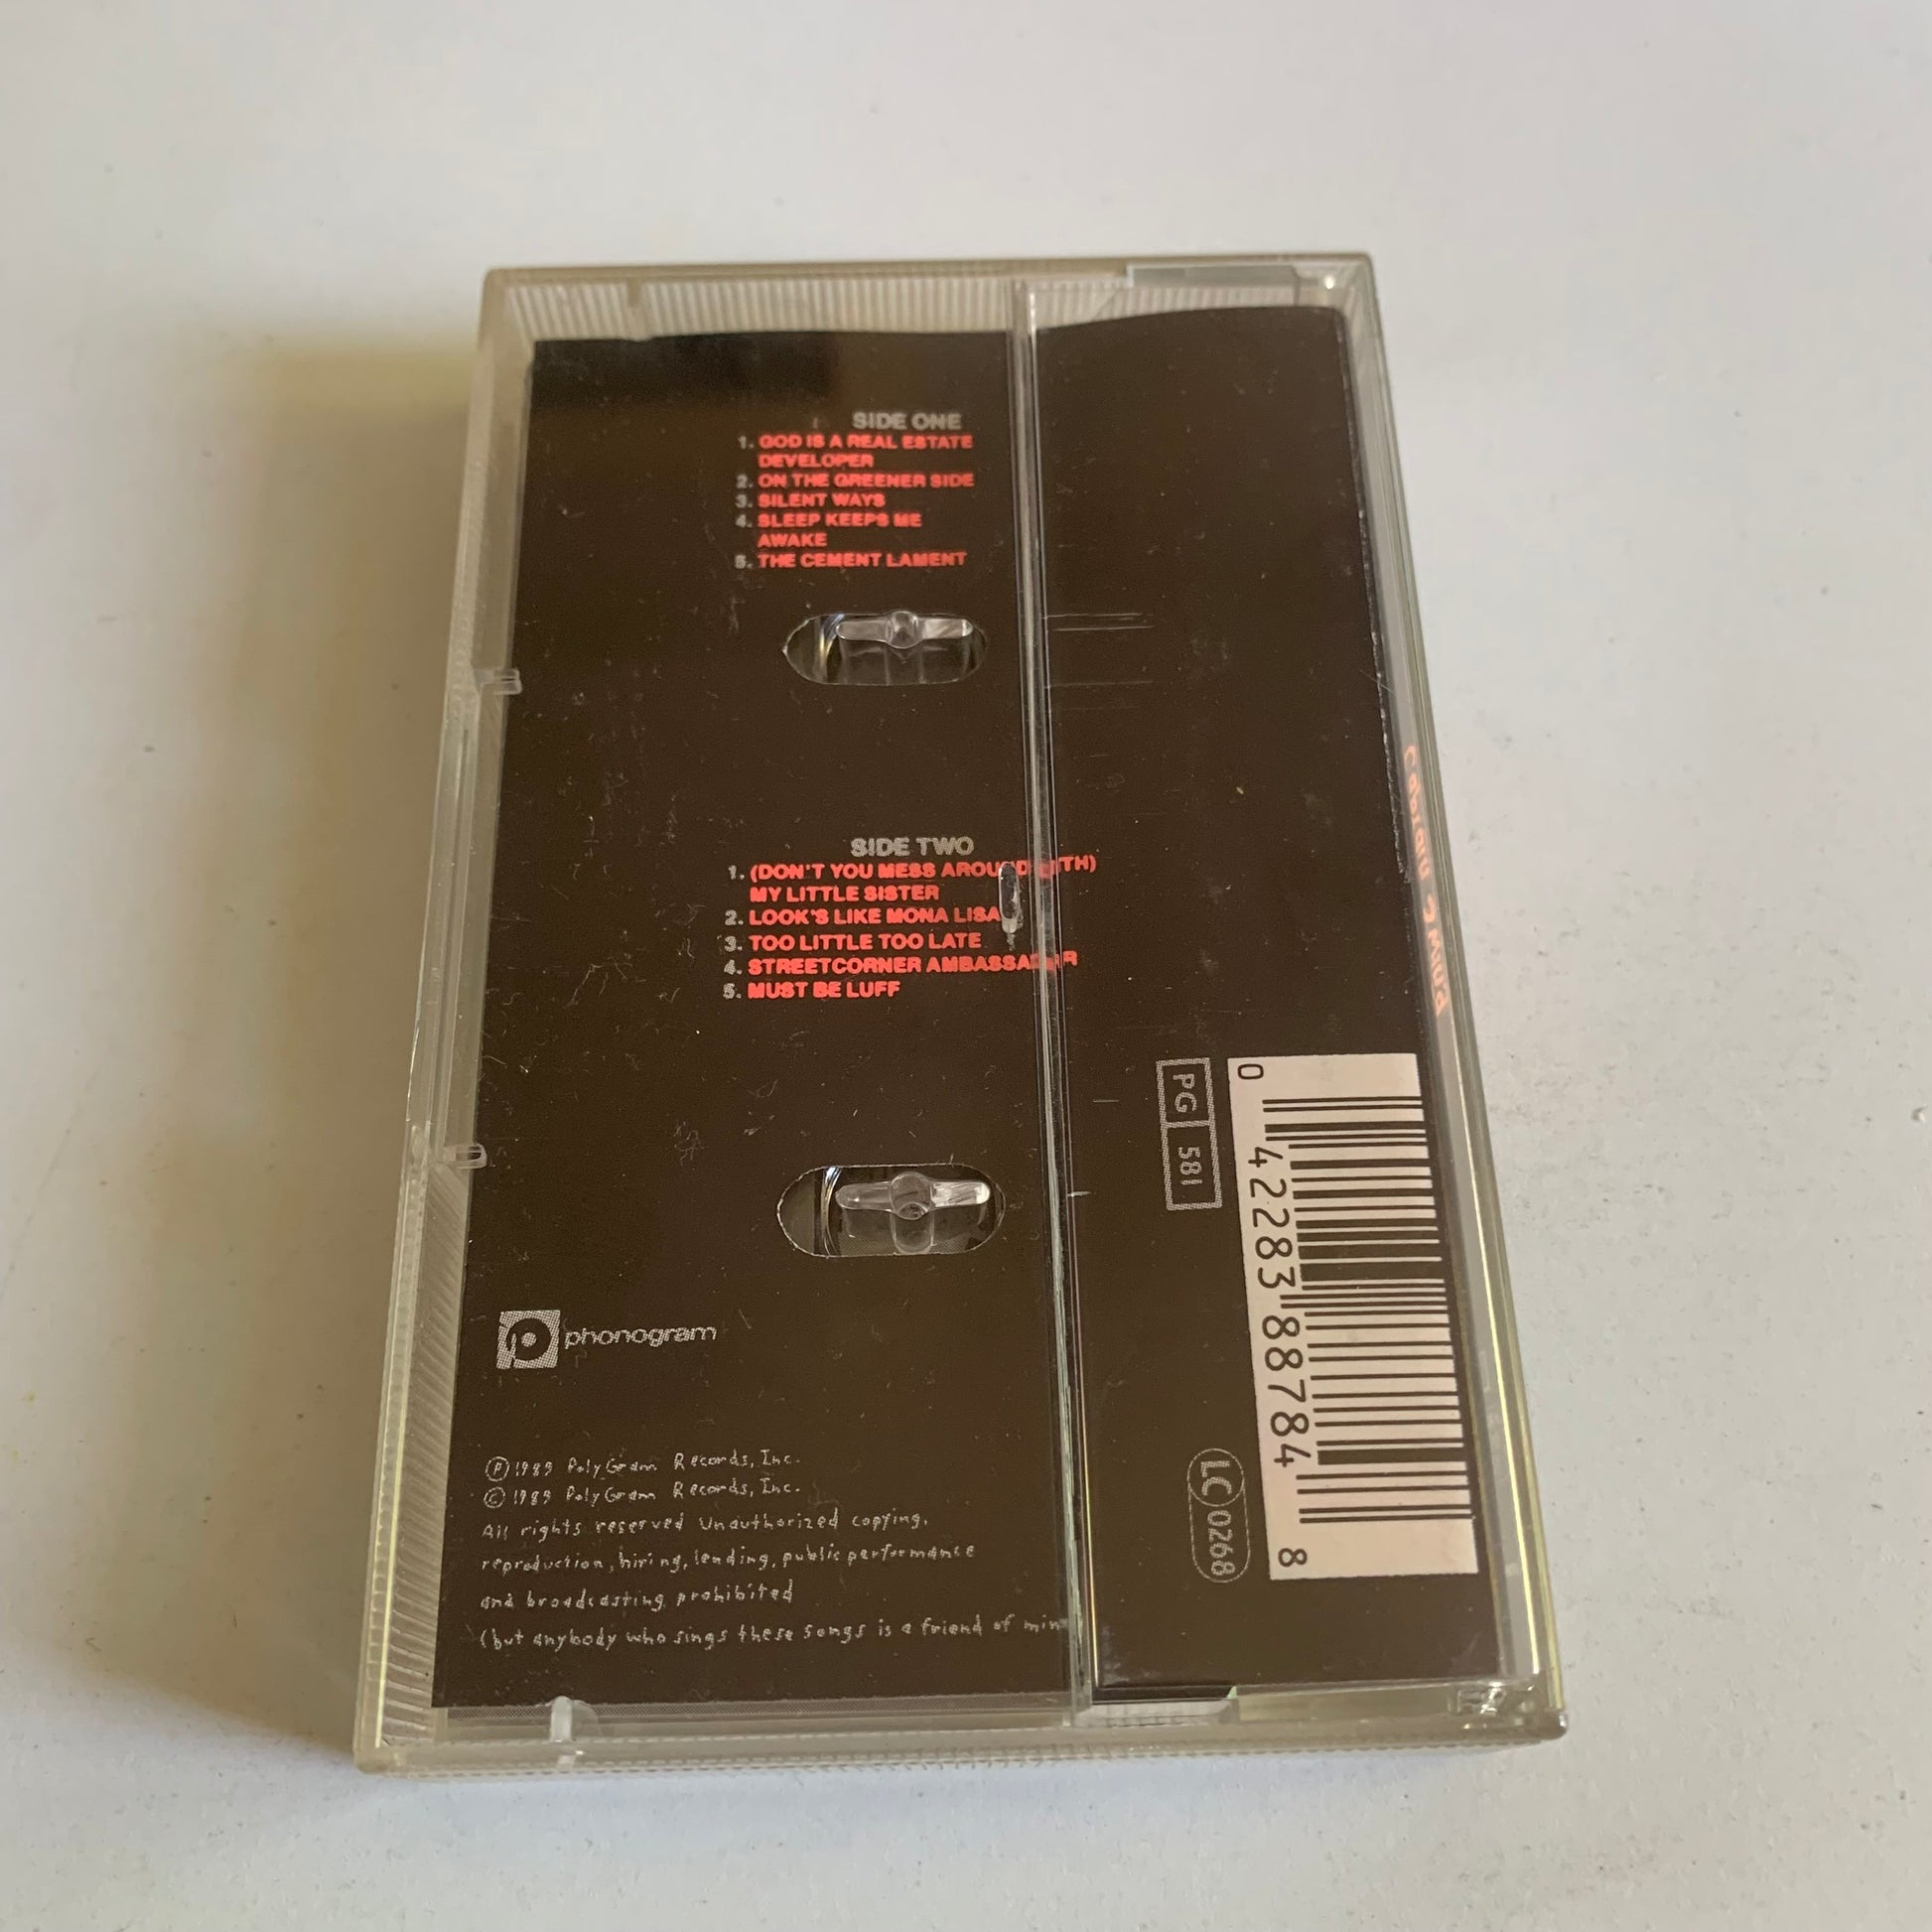 SIDE ONE
1. GOD IS A REAL ESTATE
DEVELOPER
2. ON THE GREENER SIDE
3. SILENT WAYS
4. SLEEP KEEPS ME
AWAKE
5. THE CEMENT LAMENT
SIDE TWO
1. (DON'T YOU MESS AROUND WITH)
MY LITTLE SISTER
2. LOOK'S LIKE MONA LISA
3. TOO LITTLE TOO LATE
4. STREETCORNER AMBASSADOR
5. MUST BE LUFF
phonogram
Ⓟ 1989 PolyGram Records, Inc.
© 1989 PolyGram Records, Inc.
All rights reserved Unauthorized copying,
reproduction, hiring, lending, public performance
and broadcasting prohibited
(but anybody who sings these songs is a friend of mine
PG 581
0 42283 88784 8
LC 0268